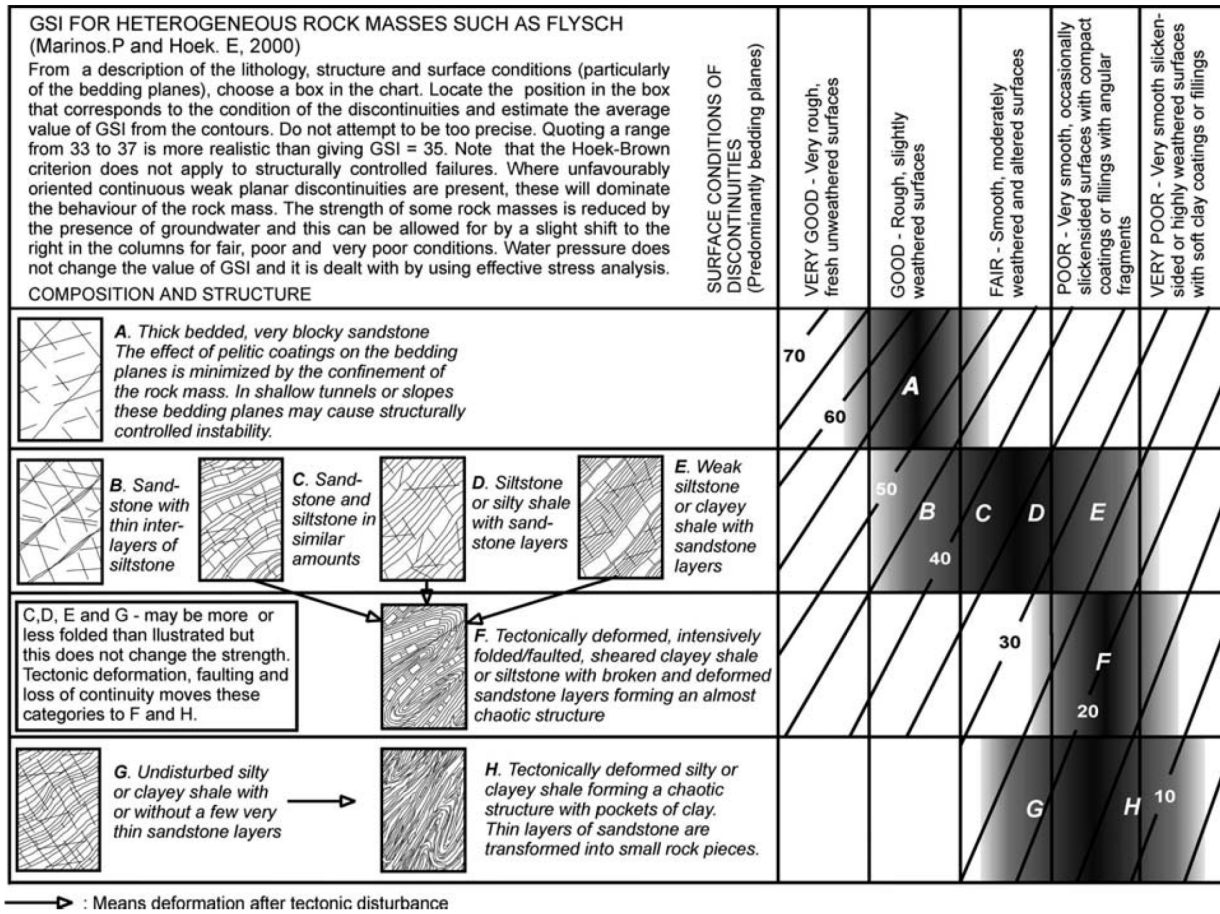 GSI FOR HETEROGENEOUS ROCK MASSES SUCH AS FLYSCH
(Marinos.P and Hoek. E, 2000)
From a description of the lithology, structure and surface conditions (particularly
of the bedding planes), choose a box in the chart. Locate the position in the box
that corresponds to the condition of the discontinuities and estimate the average
value of GSI from the contours. Do not attempt to be too precise. Quoting a range
from 33 to 37 is more realistic than giving GSI = 35. Note that the Hoek-Brown
criterion does not apply to structurally controlled failures. Where unfavourably
oriented continuous weak planar discontinuities are present, these will dominate
the behaviour of the rock mass. The strength of some rock masses is reduced by
the presence of groundwater and this can be allowed for by a slight shift to the
right in the columns for fair, poor and very poor conditions. Water pressure does
not change the value of GSI and it is dealt with by using effective stress analysis.
COMPOSITION AND STRUCTURE
SURFACE CONDITIONS OF
DISCONTINUITIES
(Predominantly bedding planes)
VERY GOOD - Very rough,
fresh unweathered surfaces
GOOD - Rough, slightly
weathered surfaces
FAIR - Smooth, moderately
weathered and altered surfaces
POOR - Very smooth, occasionally
slickensided surfaces with compact
coatings or fillings with angular
fragments
VERY POOR - Very smooth slicken-
sided or highly weathered surfaces
with soft clay coatings or fillings
A. Thick bedded, very blocky sandstone
The effect of pelitic coatings on the bedding
planes is minimized by the confinement of
the rock mass. In shallow tunnels or slopes
these bedding planes may cause structurally
controlled instability.
70
60
A
B. Sand-
stone with
thin inter-
layers of
siltstone
C. Sand-
stone and
siltstone in
similar
amounts
D. Siltstone
or silty shale
with sand-
stone layers
E. Weak
siltstone
or clayey
shale with
sandstone
layers
50
B
C
D
E
40
C,D, E and G - may be more or
less folded than llustrated but
this does not change the strength.
Tectonic deformation, faulting and
loss of continuity moves these
categories to F and H.
F. Tectonically deformed, intensively
folded/faulted, sheared clayey shale
or siltstone with broken and deformed
sandstone layers forming an almost
chaotic structure
30
F
20
G. Undisturbed silty
or clayey shale with
or without a few very
thin sandstone layers
H. Tectonically deformed silty or
clayey shale forming a chaotic
structure with pockets of clay.
Thin layers of sandstone are
transformed into small rock pieces.
G
H
10
: Means deformation after tectonic disturbance